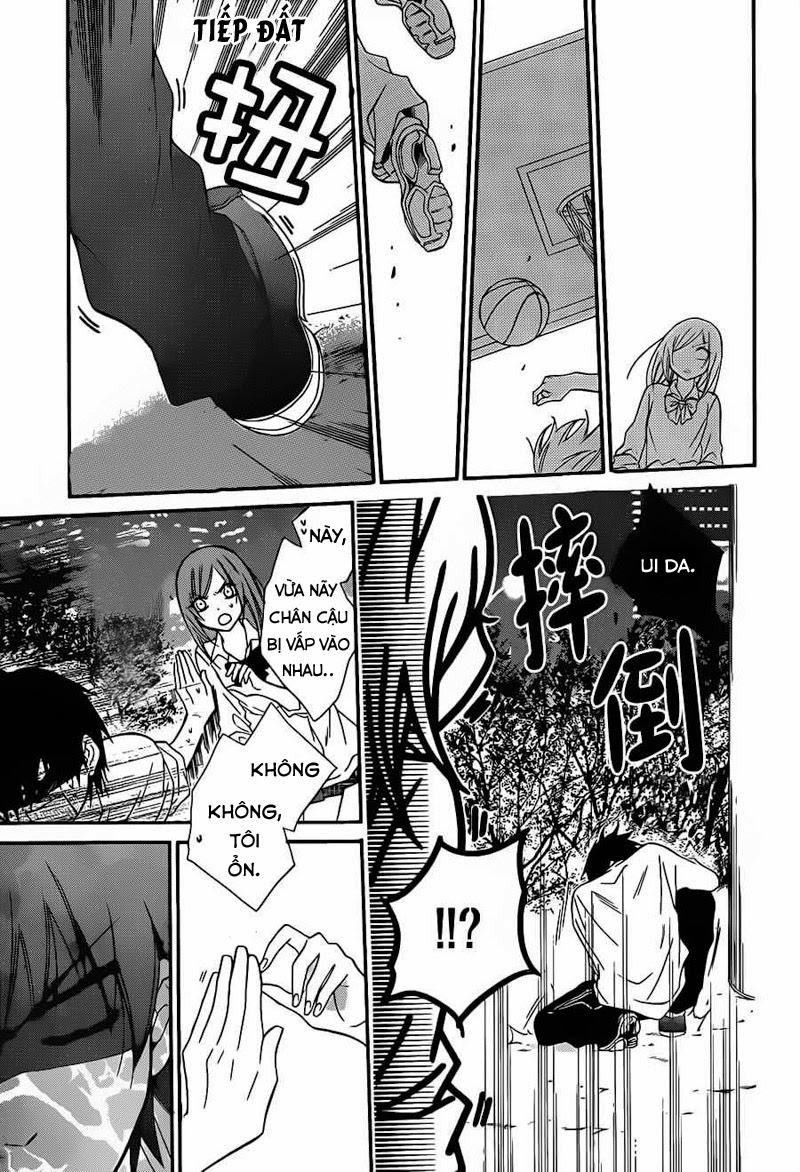 TIẾP ĐẤT
扭
UI DA.
摔倒
!!?
NÀY,
VỪA NÃY
CHÂN CẬU
BỊ VẤP VÀO
NHAU..
KHÔNG
KHÔNG,
TÔI
ỔN.